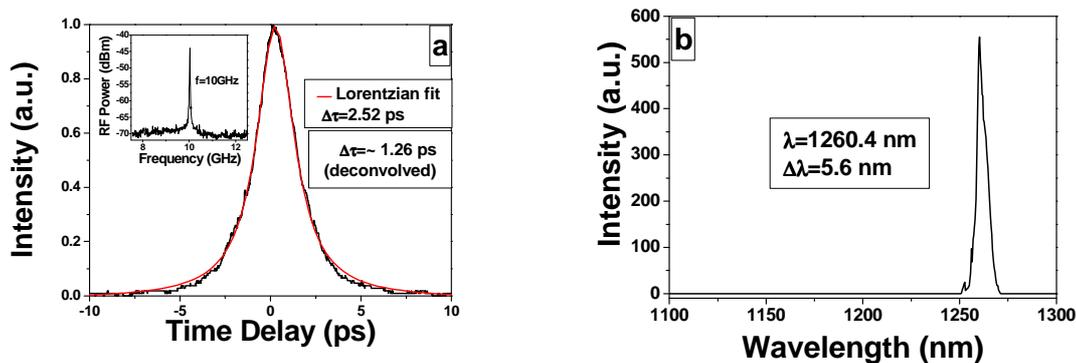 a
Intensity (a.u.)
1.0
0.8
0.6
0.4
0.2
0.0
-10
-5
0
5
10
Time Delay (ps)
RF Power (dBm)
-40
-45
-50
-55
-60
-65
-70
8
10
12
Frequency (GHz)
f=10GHz
Lorentzian fit
Δτ=2.52 ps
Δτ=~ 1.26 ps
(deconvolved)
b
Intensity (a.u.)
600
500
400
300
200
100
0
1100
1150
1200
1250
1300
Wavelength (nm)
λ=1260.4 nm
Δλ=5.6 nm